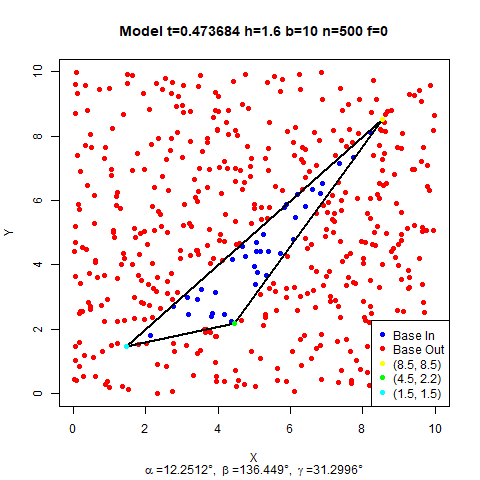 Model t=0.473684 h=1.6 b=10 n=500 f=0
10
8
6
4
2
0
Y
Base In
Base Out
(8.5, 8.5)
(4.5, 2.2)
(1.5, 1.5)
0 2 4 6 8 10
X
α=12.2512°, β=136.449°, γ=31.2996°